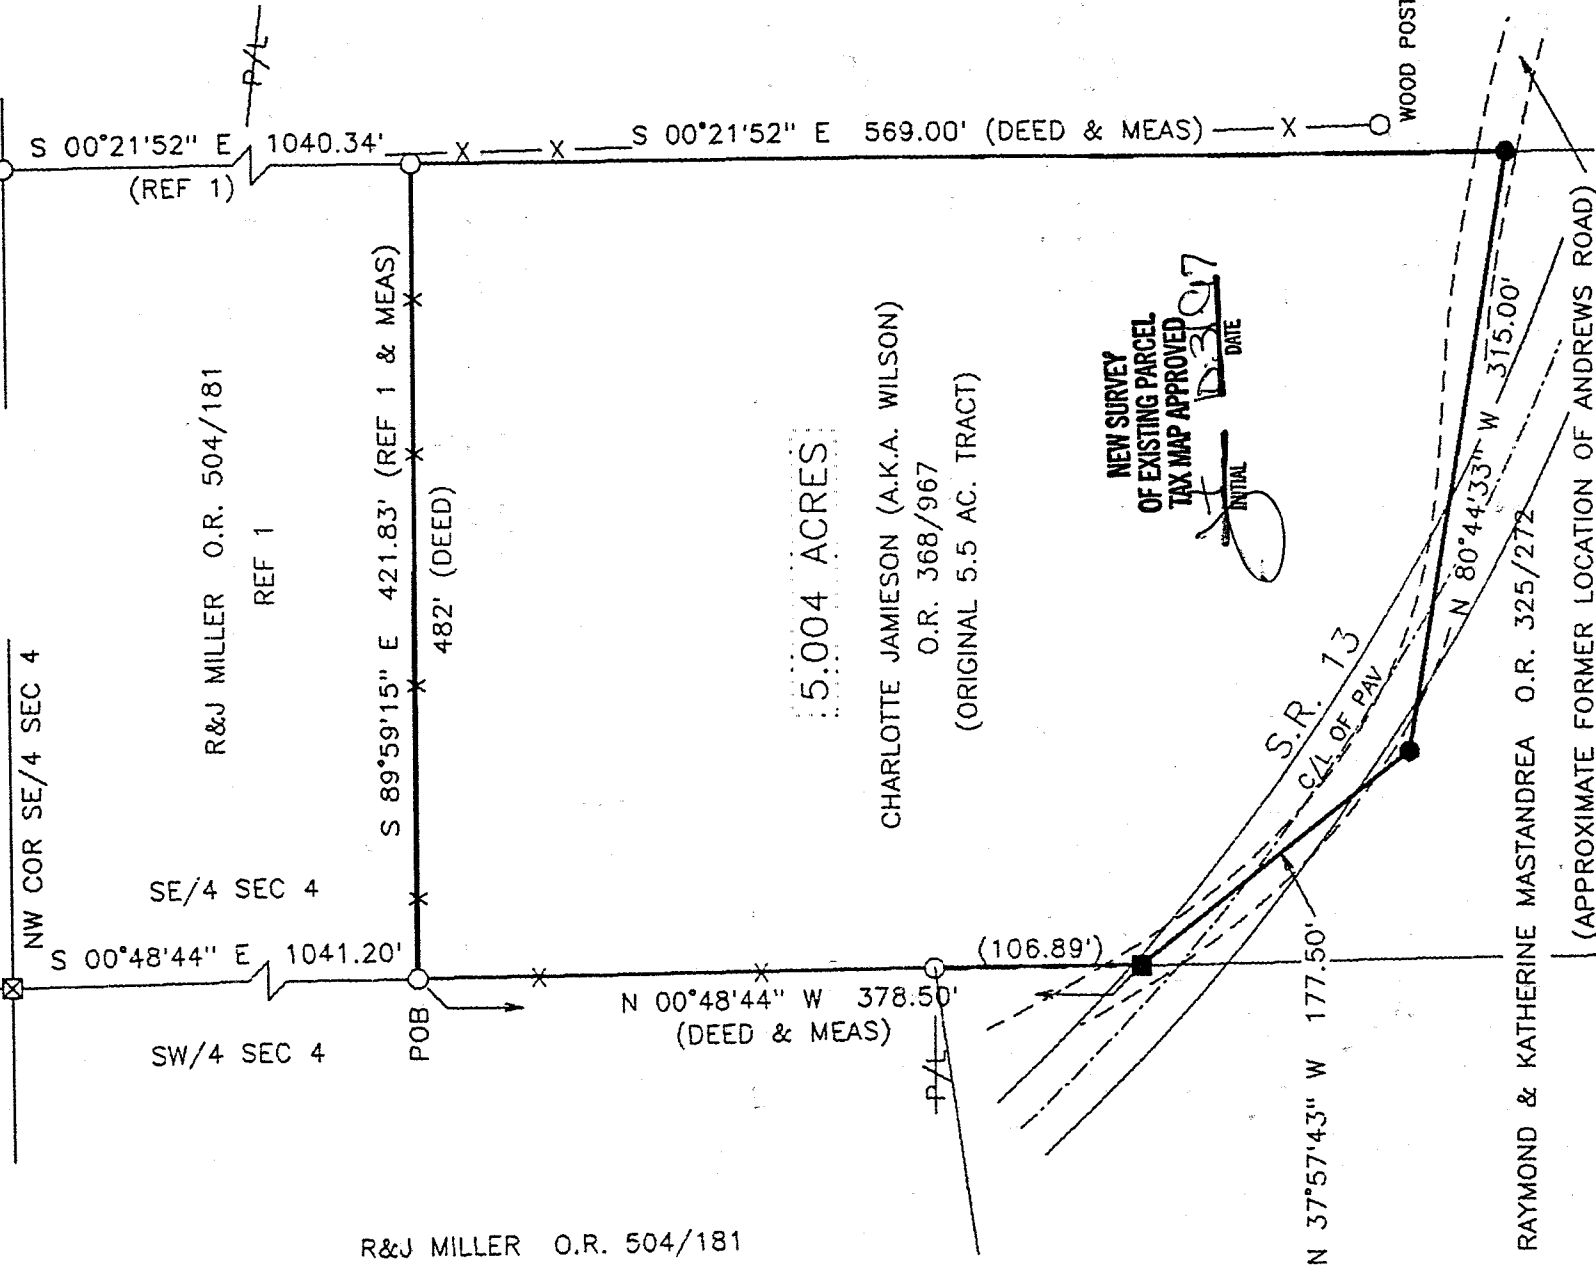 P/L
S 00°21'52" E 1040.34'
(REF 1)
S 00°21'52" E 569.00' (DEED & MEAS)
WOOD POST
NW COR SE/4 SEC 4
R&J MILLER O.R. 504/181
REF 1
S 89°59'15" E 421.83' (REF 1 & MEAS)
482' (DEED)
5.004 ACRES
CHARLOTTE JAMIESON (A.K.A. WILSON)
O.R. 368/967
(ORIGINAL 5.5 AC. TRACT)
NEW SURVEY
OF EXISTING PARCEL
TAX MAP APPROVED
INITIAL
DATE
S.R. 13
C/L OF PAV
N 80°44'33" W 315.00'
SE/4 SEC 4
S 00°48'44" E 1041.20'
SW/4 SEC 4
POB
N 00°48'44" W 378.50'
(DEED & MEAS)
(106.89')
P/L
N 37°57'43" W 177.50'
RAYMOND & KATHERINE MASTANDREA O.R. 325/272
(APPROXIMATE FORMER LOCATION OF ANDREWS ROAD)
R&J MILLER O.R. 504/181